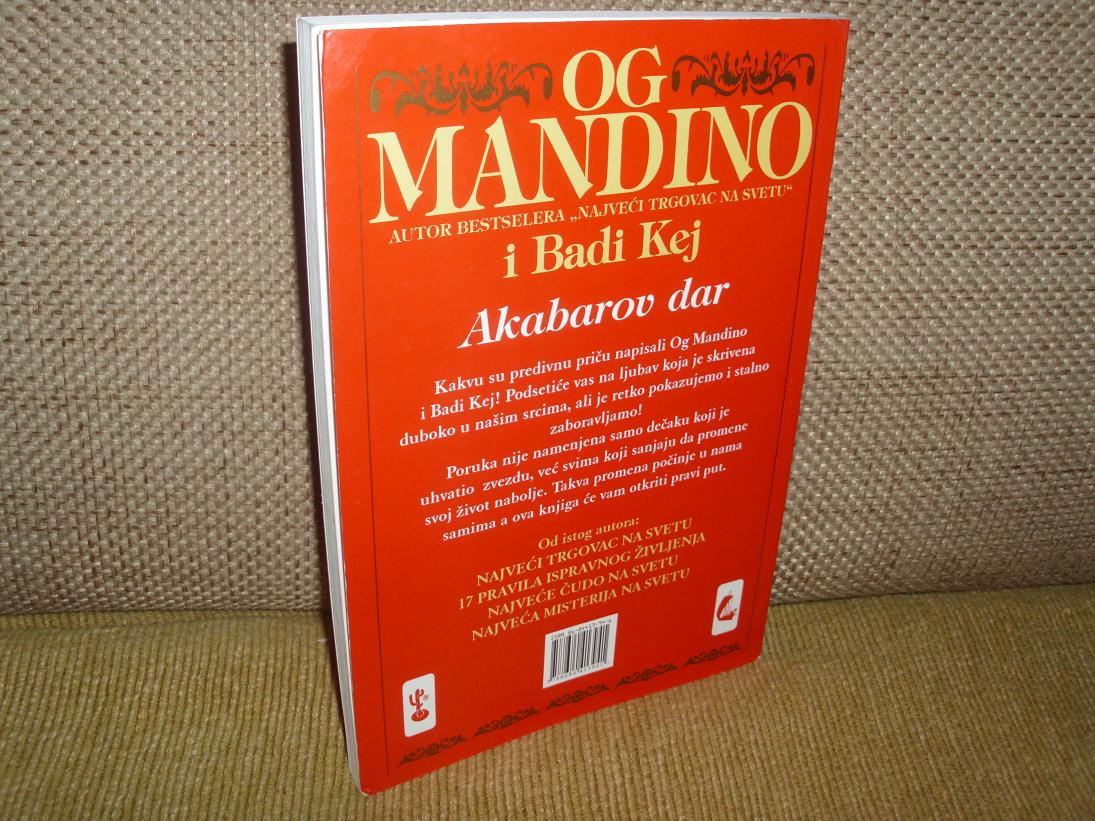 OG
MANDINO
AUTOR BESTSELERA „NAJVEĆI TRGOVAC NA SVETU“
i Badi Kej
Akabarov dar
Kakvu su predivnu priču napisali Og Mandino
i Badi Kej! Podsetiće vas na ljubav koja je skrivena
duboko u našim srcima, ali je retko pokazujemo i stalno
zaboravljamo!
Poruka nije namenjena samo dečaku koji je
uhvatio zvezdu, već svima koji sanjaju da promene
svoj život nabolje. Takva promena počinje u nama
samima a ova knjiga će vam otkriti pravi put.
Od istog autora:
NAJVEĆI TRGOVAC NA SVETU
17 PRAVILA ISPRAVNOG ŽIVLJENJA
NAJVEĆE ČUDO NA SVETU
NAJVEĆA MISTERIJA NA SVETU
ISBN
®